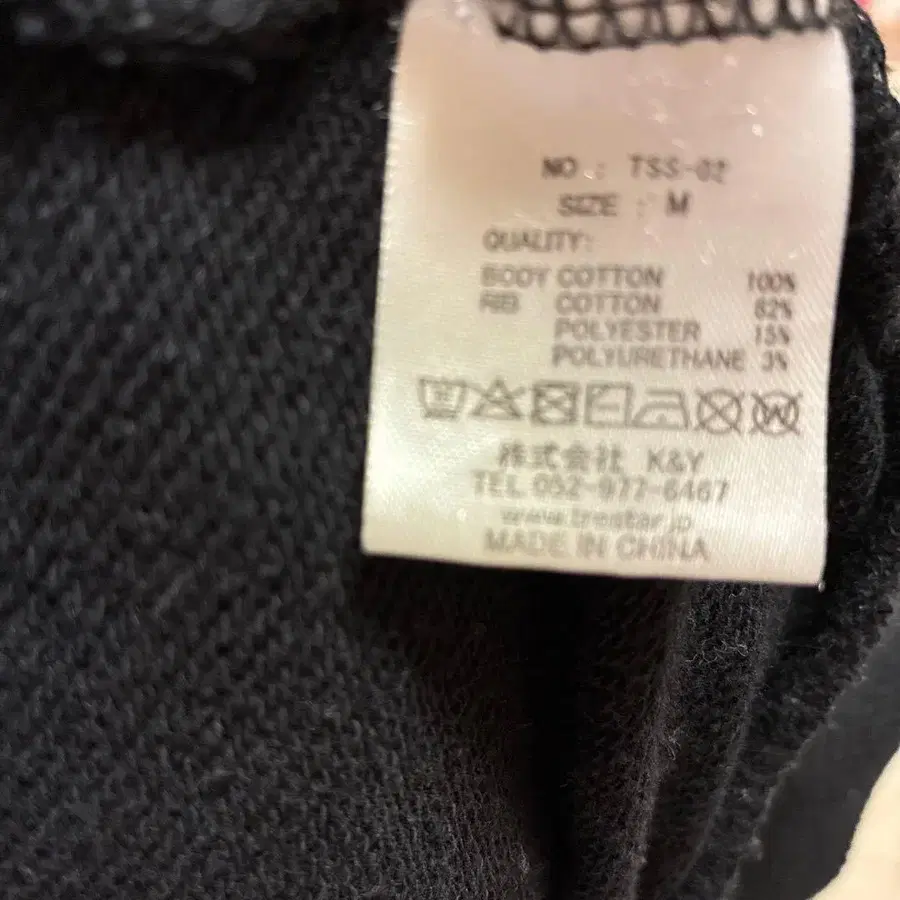 NO. : TSS-02
SIZE : M
QUALITY:
BODY COTTON 100%
RIB COTTON 82%
POLYESTER 15%
POLYURETHANE 3%
株式会社 K&Y
TEL 052-977-6467
www.trestar.jp
MADE IN CHINA